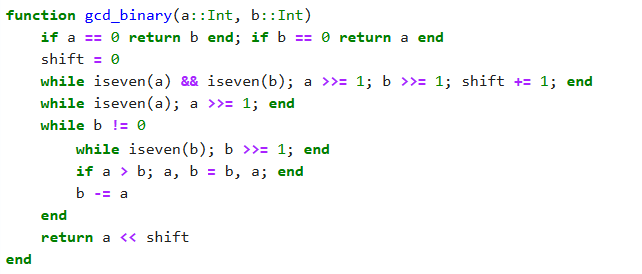 function gcd_binary(a::Int, b::Int)
    if a == 0 return b end; if b == 0 return a end
    shift = 0
    while iseven(a) && iseven(b); a >>= 1; b >>= 1; shift += 1; end
    while iseven(a); a >>= 1; end
    while b != 0
        while iseven(b); b >>= 1; end
        if a > b; a, b = b, a; end
        b -= a
    end
    return a << shift
end